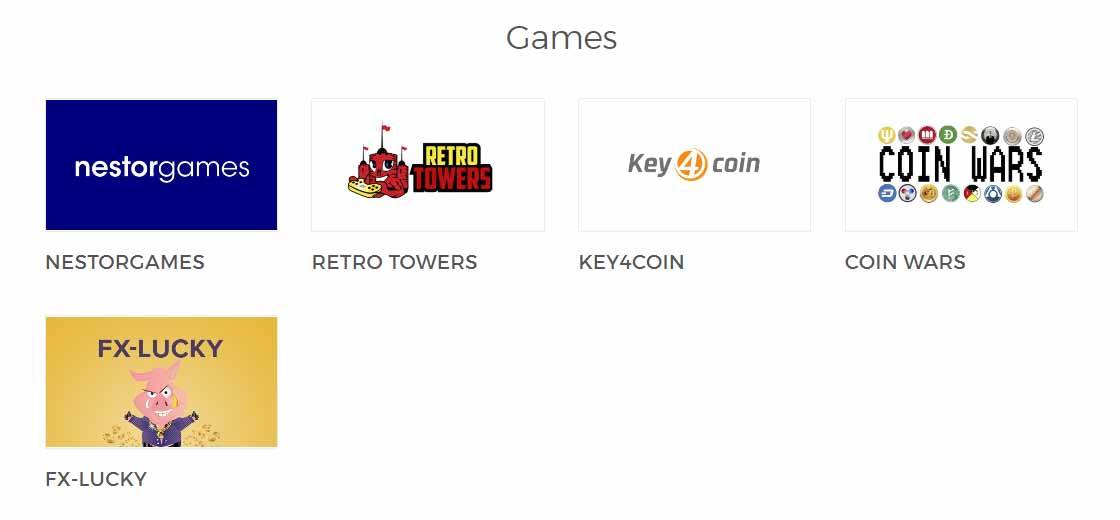 Games
nestorgames
RETRO
TOWERS
Key 4 coin
COIN WARS
NESTORGAMES
RETRO TOWERS
KEY4COIN
COIN WARS
FX-LUCKY
FX-LUCKY